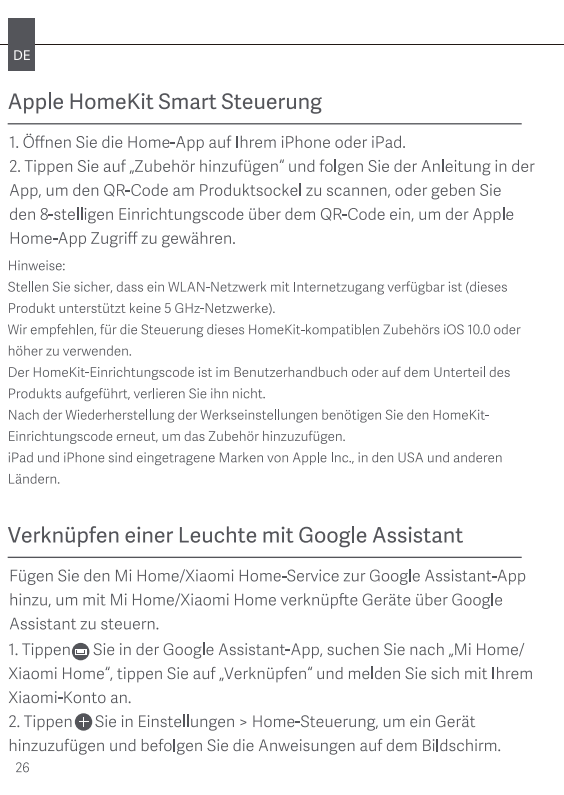 DE
Apple HomeKit Smart Steuerung
1. Öffnen Sie die Home-App auf Ihrem iPhone oder iPad.
2. Tippen Sie auf „Zubehör hinzufügen“ und folgen Sie der Anleitung in der
App, um den QR-Code am Produktsockel zu scannen, oder geben Sie
den 8-stelligen Einrichtungscode über dem QR-Code ein, um der Apple
Home-App Zugriff zu gewähren.
Hinweise:
Stellen Sie sicher, dass ein WLAN-Netzwerk mit Internetzugang verfügbar ist (dieses
Produkt unterstützt keine 5 GHz-Netzwerke).
Wir empfehlen, für die Steuerung dieses HomeKit-kompatiblen Zubehörs iOS 10.0 oder
höher zu verwenden.
Der HomeKit-Einrichtungscode ist im Benutzerhandbuch oder auf dem Unterteil des
Produkts aufgeführt, verlieren Sie ihn nicht.
Nach der Wiederherstellung der Werkseinstellungen benötigen Sie den HomeKit-
Einrichtungscode erneut, um das Zubehör hinzuzufügen.
iPad und iPhone sind eingetragene Marken von Apple Inc., in den USA und anderen
Ländern.
Verknüpfen einer Leuchte mit Google Assistant
Fügen Sie den Mi Home/Xiaomi Home-Service zur Google Assistant-App
hinzu, um mit Mi Home/Xiaomi Home verknüpfte Geräte über Google
Assistant zu steuern.
1. Tippen Sie in der Google Assistant-App, suchen Sie nach „Mi Home/
Xiaomi Home“, tippen Sie auf „Verknüpfen“ und melden Sie sich mit Ihrem
Xiaomi-Konto an.
2. Tippen Sie in Einstellungen > Home-Steuerung, um ein Gerät
hinzuzufügen und befolgen Sie die Anweisungen auf dem Bildschirm.
26